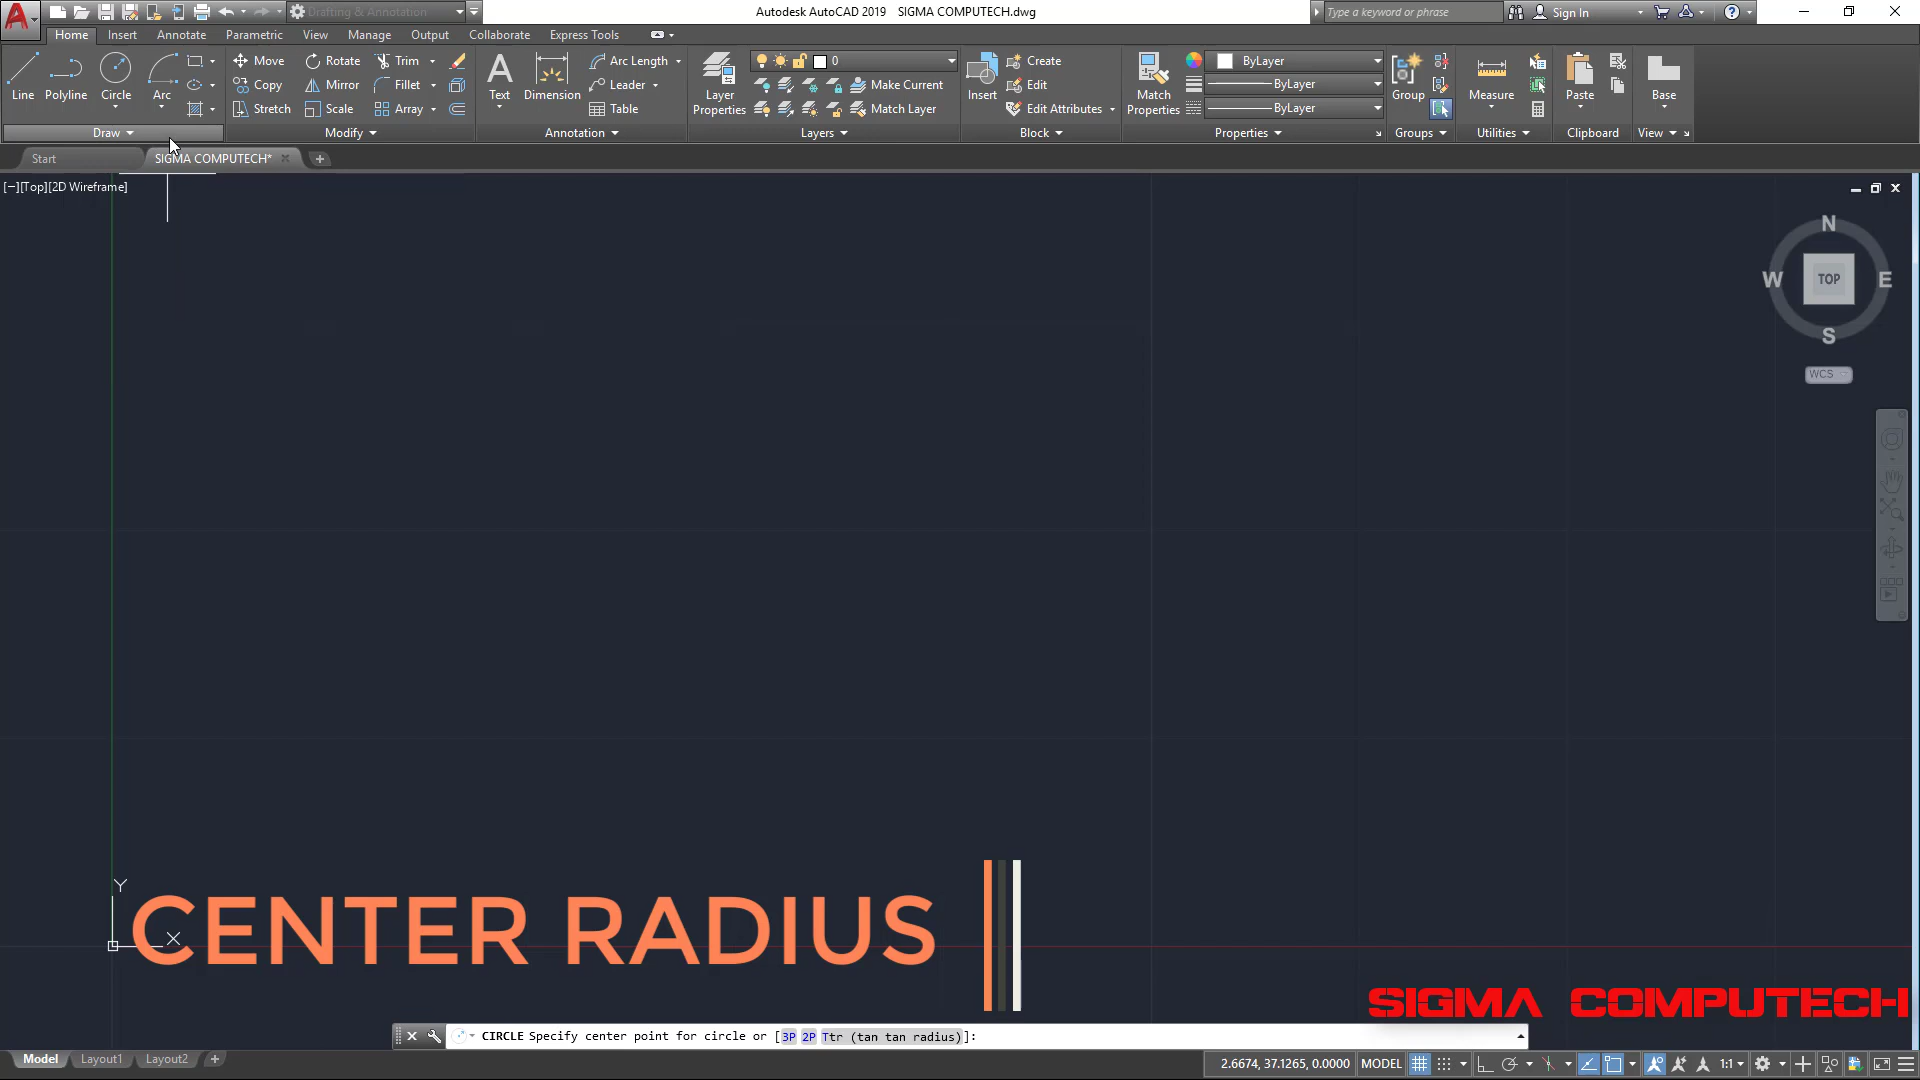 Drafting & Annotation
Autodesk AutoCAD 2019 SIGMA COMPUTECH.dwg
Type a keyword or phrase
Sign In
Home Insert Annotate Parametric View Manage Output Collaborate Express Tools
Line Polyline Circle Arc
Move Rotate Trim
Copy Mirror Fillet
Stretch Scale Array
Text Dimension
Arc Length
Leader
Table
Layer Properties
0
Make Current
Match Layer
Insert
Create
Edit
Edit Attributes
Match Properties
ByLayer
ByLayer
ByLayer
Group
Measure
Paste
Base
Draw Modify Annotation Layers Block Properties Groups Utilities Clipboard View
Start SIGMA COMPUTECH*
[−][Top][2D Wireframe]
N
W TOP E
S
WCS
Y
X
CENTER RADIUS
SIGMA COMPUTECH
CIRCLE Specify center point for circle or [3P 2P Ttr (tan tan radius)]:
Model Layout1 Layout2
2.6674, 37.1265, 0.0000 MODEL 1:1